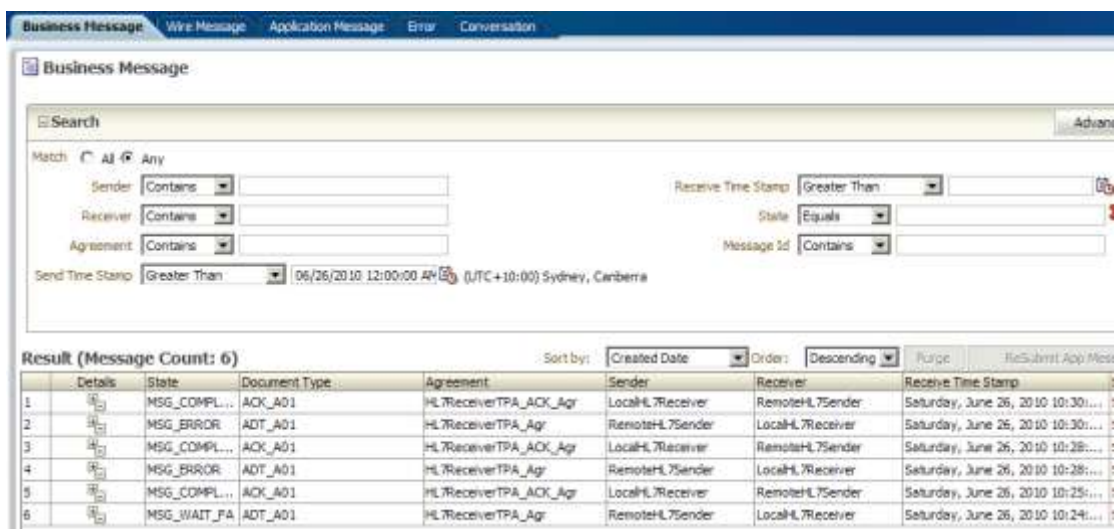 Business Message Wire Message Application Message Error Conversation
Business Message
Search Advanc
Match All Any
Sender Contains Receive Time Stamp Greater Than
Receiver Contains State Equals
Agreement Contains Message Id Contains
Send Time Stamp Greater Than 06/26/2010 12:00:00 AM (UTC+10:00) Sydney, Canberra
Result (Message Count: 6) Sort by: Created Date Order: Descending Purge ReSubmit App Mess
Details State Document Type Agreement Sender Receiver Receive Time Stamp
1 MSG_COMPL... ACK_A01 HL7ReceiverTPA_ACK_Agr LocalHL7Receiver RemoteHL7Sender Saturday, June 26, 2010 10:30:...
2 MSG_ERROR ADT_A01 HL7ReceiverTPA_Agr RemoteHL7Sender LocalHL7Receiver Saturday, June 26, 2010 10:30:...
3 MSG_COMPL... ACK_A01 HL7ReceiverTPA_ACK_Agr LocalHL7Receiver RemoteHL7Sender Saturday, June 26, 2010 10:28:...
4 MSG_ERROR ADT_A01 HL7ReceiverTPA_Agr RemoteHL7Sender LocalHL7Receiver Saturday, June 26, 2010 10:28:...
5 MSG_COMPL... ACK_A01 HL7ReceiverTPA_ACK_Agr LocalHL7Receiver RemoteHL7Sender Saturday, June 26, 2010 10:25:...
6 MSG_WAIT_FA ADT_A01 HL7ReceiverTPA_Agr RemoteHL7Sender LocalHL7Receiver Saturday, June 26, 2010 10:24:...